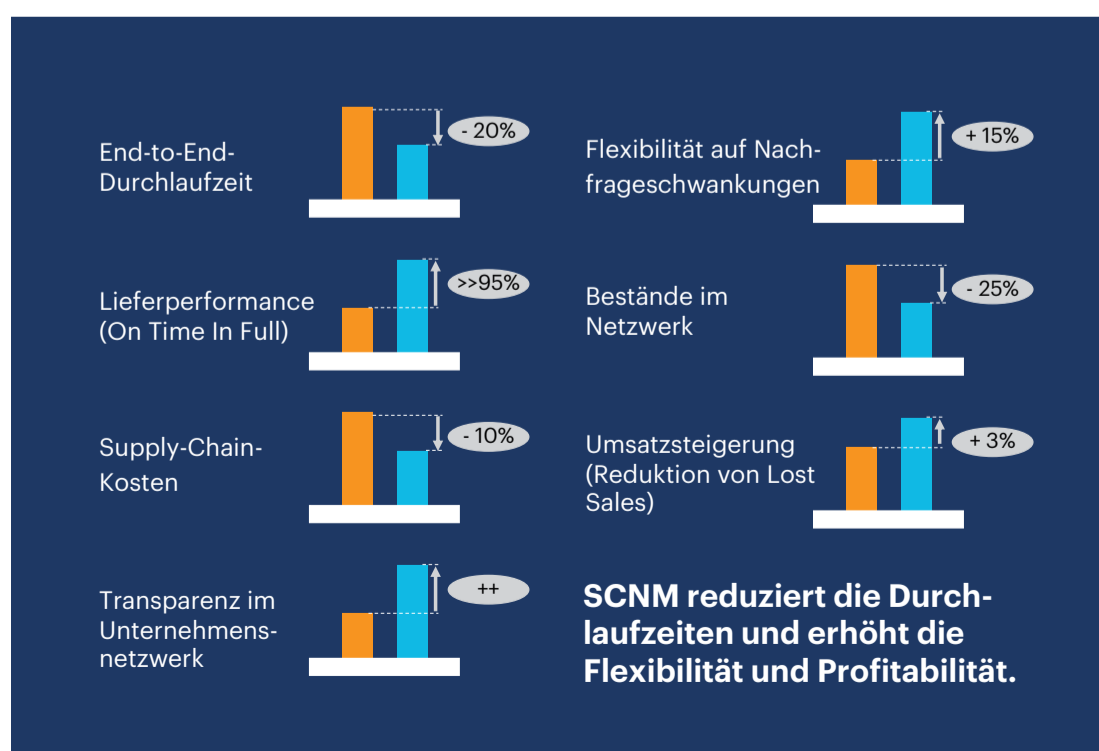 End-to-End-
Durchlaufzeit
- 20%
Lieferperformance
(On Time In Full)
>>95%
Supply-Chain-
Kosten
- 10%
Transparenz im
Unternehmens-
netzwerk
++
Flexibilität auf Nach-
frageschwankungen
+ 15%
Bestände im
Netzwerk
- 25%
Umsatzsteigerung
(Reduktion von Lost
Sales)
+ 3%
SCNM reduziert die Durch-
laufzeiten und erhöht die
Flexibilität und Profitabilität.